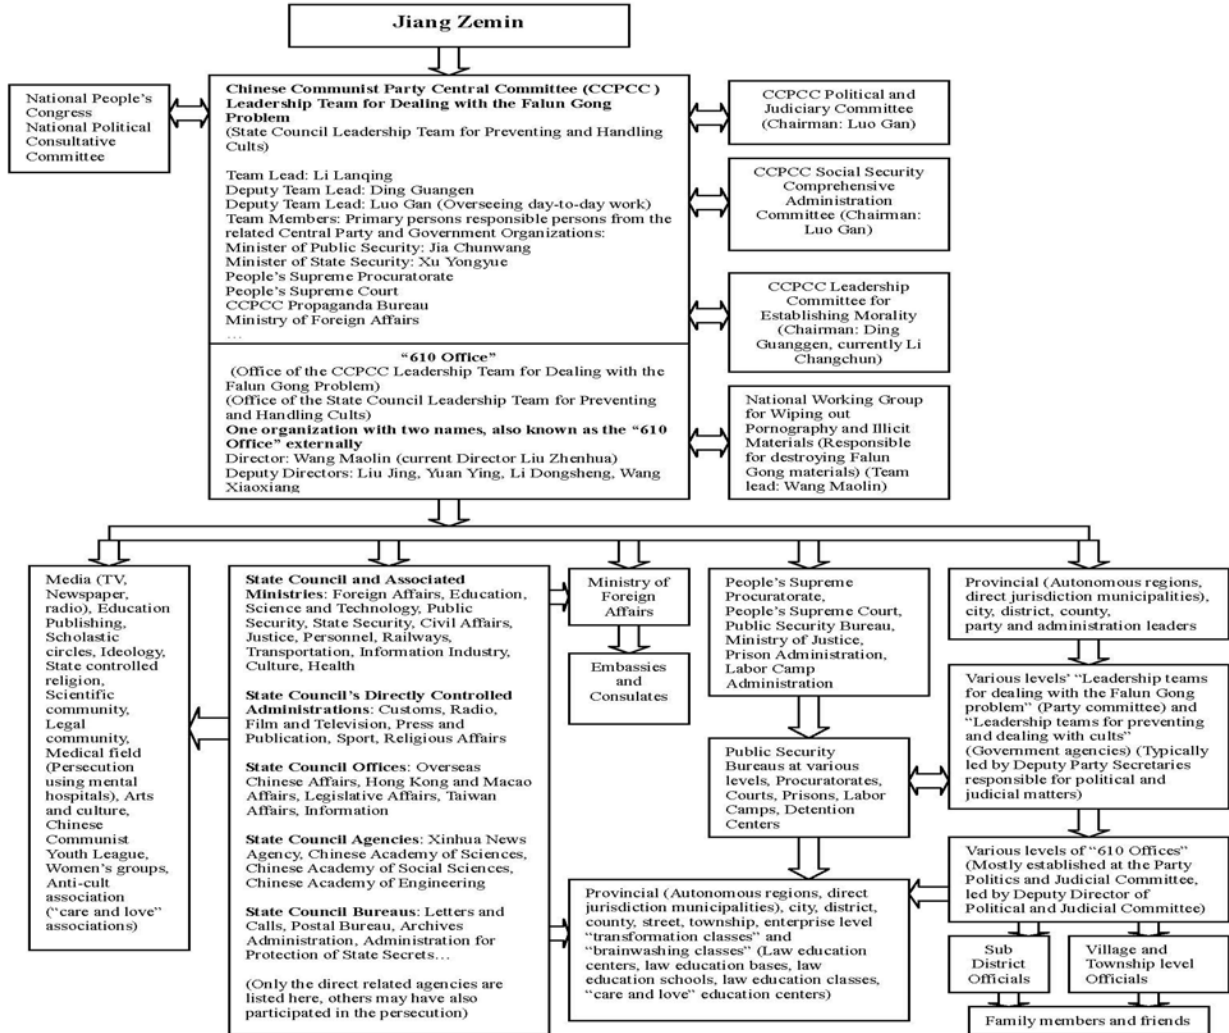 Jiang Zemin
National People's
Congress
National Political
Consultative
Committee
Chinese Communist Party Central Committee (CCPCC )
Leadership Team for Dealing with the Falun Gong
Problem
(State Council Leadership Team for Preventing and Handling
Cults)
Team Lead: Li Lanqing
Deputy Team Lead: Ding Guangen
Deputy Team Lead: Luo Gan (Overseeing day-to-day work)
Team Members: Primary persons responsible persons from the
related Central Party and Government Organizations:
Minister of Public Security: Jia Chunwang
Minister of State Security: Xu Yongyue
People's Supreme Procuratorate
People's Supreme Court
CCPCC Propaganda Bureau
Ministry of Foreign Affairs
…
"610 Office"
(Office of the CCPCC Leadership Team for Dealing with the
Falun Gong Problem)
(Office of the State Council Leadership Team for Preventing
and Handling Cults)
One organization with two names, also known as the "610
Office" externally
Director: Wang Maolin (current Director Liu Zhenhua)
Deputy Directors: Liu Jing, Yuan Ying, Li Dongsheng, Wang
Xiaoxiang
CCPCC Political and
Judiciary Committee
(Chairman: Luo Gan)
CCPCC Social Security
Comprehensive
Administration
Committee (Chairman:
Luo Gan)
CCPCC Leadership
Committee for
Establishing Morality
(Chairman: Ding
Guanggen, currently Li
Changchun)
National Working Group
for Wiping out
Pornography and Illicit
Materials (Responsible
for destroying Falun
Gong materials) (Team
lead: Wang Maolin)
Media (TV,
Newspaper,
radio), Education
Publishing,
Scholastic
circles, Ideology,
State controlled
religion,
Scientific
community,
Legal
community,
Medical field
(Persecution
using mental
hospitals), Arts
and culture,
Chinese
Communist
Youth League,
Women's groups,
Anti-cult
association
("care and love"
associations)
State Council and Associated
Ministries: Foreign Affairs, Education,
Science and Technology, Public
Security, State Security, Civil Affairs,
Justice, Personnel, Railways,
Transportation, Information Industry,
Culture, Health
State Council's Directly Controlled
Administrations: Customs, Radio,
Film and Television, Press and
Publication, Sport, Religious Affairs
State Council Offices: Overseas
Chinese Affairs, Hong Kong and Macao
Affairs, Legislative Affairs, Taiwan
Affairs, Information
State Council Agencies: Xinhua News
Agency, Chinese Academy of Sciences,
Chinese Academy of Social Sciences,
Chinese Academy of Engineering
State Council Bureaus: Letters and
Calls, Postal Bureau, Archives
Administration, Administration for
Protection of State Secrets…
(Only the direct related agencies are
listed here, others may have also
participated in the persecution)
Ministry of
Foreign
Affairs
Embassies
and
Consulates
People's Supreme
Procuratorate,
People's Supreme Court,
Public Security Bureau,
Ministry of Justice,
Prison Administration,
Labor Camp
Administration
Public Security
Bureaus at various
levels, Procuratorates,
Courts, Prisons, Labor
Camps, Detention
Centers
Provincial (Autonomous regions, direct
jurisdiction municipalities), city, district,
county, street, township, enterprise level
"transformation classes" and
"brainwashing classes" (Law education
centers, law education bases, law
education schools, law education classes,
"care and love" education centers)
Provincial (Autonomous regions,
direct jurisdiction municipalities),
city, district, county,
party and administration leaders
Various levels' "Leadership teams
for dealing with the Falun Gong
problem" (Party committee) and
"Leadership teams for preventing
and dealing with cults"
(Government agencies) (Typically
led by Deputy Party Secretaries
responsible for political and
judicial matters)
Various levels of "610 Offices"
(Mostly established at the Party
Politics and Judicial Committee,
led by Deputy Director of
Political and Judicial Committee)
Sub
District
Officials
Village and
Township level
Officials
Family members and friends